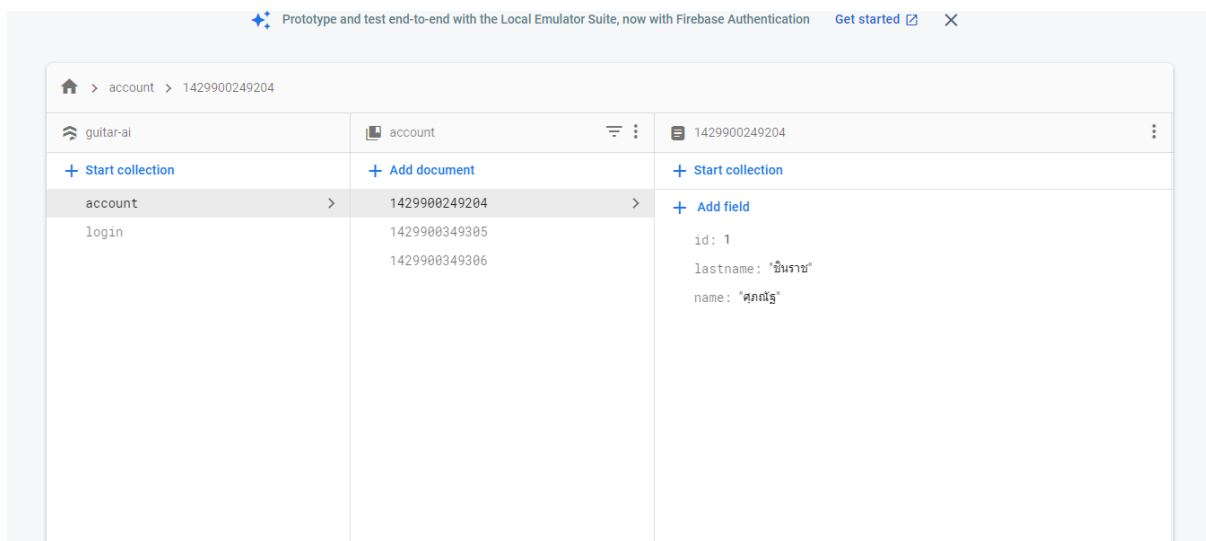 Prototype and test end-to-end with the Local Emulator Suite, now with Firebase Authentication Get started
account > 1429900249204
guitar-ai
account
1429900249204
+ Start collection
+ Add document
+ Start collection
account
login
1429900249204
1429900349305
1429900349306
+ Add field
id: 1
lastname: "ชินราช"
name: "ศุภณัฐ"